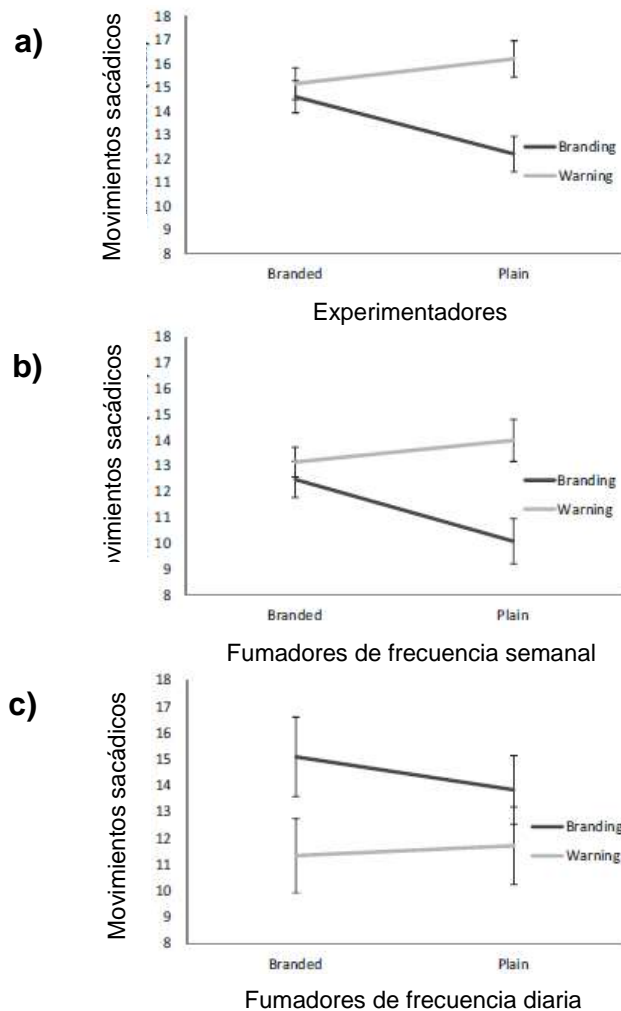 a)
Movimientos sacádicos
18
17
16
15
14
13
12
11
10
9
8
Branding
Warning
Branded
Plain
Experimentadores
b)
ovimientos sacádicos
18
17
16
15
14
13
12
11
10
9
8
Branding
Warning
Branded
Plain
Fumadores de frecuencia semanal
c)
Movimientos sacádicos
18
17
16
15
14
13
12
11
10
9
8
Branding
Warning
Branded
Plain
Fumadores de frecuencia diaria